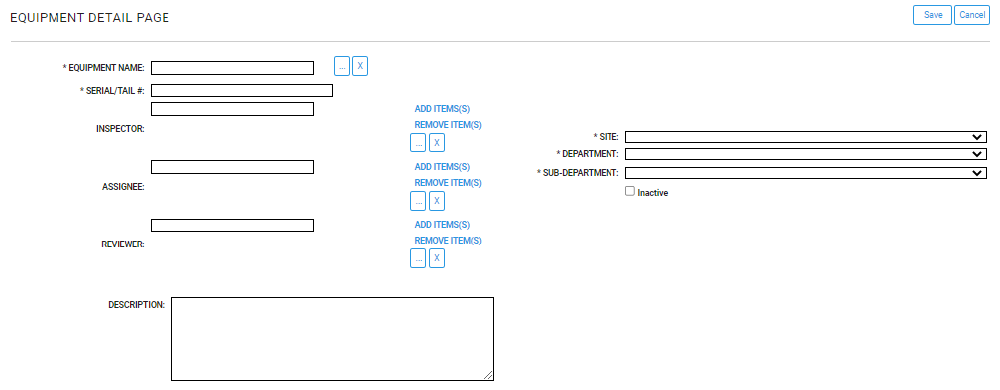 EQUIPMENT DETAIL PAGE
Save Cancel
* EQUIPMENT NAME: ... X
* SERIAL/TAIL #:
ADD ITEMS(S)
INSPECTOR: REMOVE ITEM(S)
... X
ADD ITEMS(S)
ASSIGNEE: REMOVE ITEM(S)
... X
ADD ITEMS(S)
REVIEWER: REMOVE ITEM(S)
... X
DESCRIPTION:
* SITE:
* DEPARTMENT:
* SUB-DEPARTMENT:
Inactive